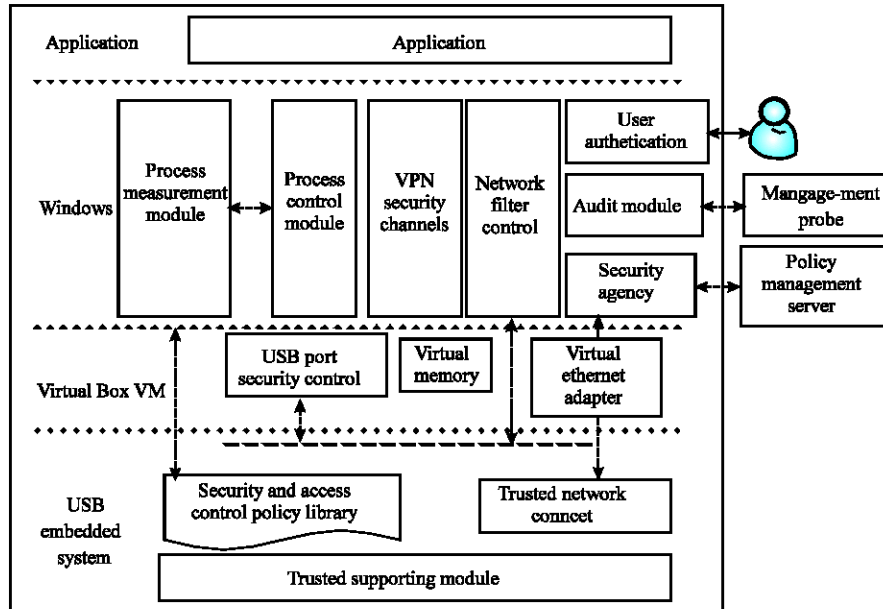 Application
Application
Windows
Process
measurement
module
Process
control
module
VPN
security
channels
Network
filter
control
User
authetication
Audit module
Mangage-ment
probe
Security
agency
Policy
management
server
Virtual Box VM
USB port
security control
Virtual
memory
Virtual
ethernet
adapter
USB
embedded
system
Security and access
control policy library
Trusted network
conncet
Trusted supporting module